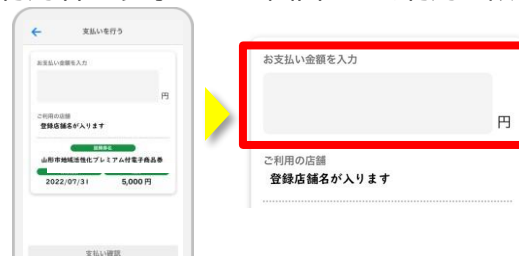 支払いを行う
お支払い金額を入力
円
ご利用の店舗
登録店舗名が入ります
山形市地域活性化プレミアム付電子商品券
2022/07/31 5,000 円
支払い確認
お支払い金額を入力
円
ご利用の店舗
登録店舗名が入ります